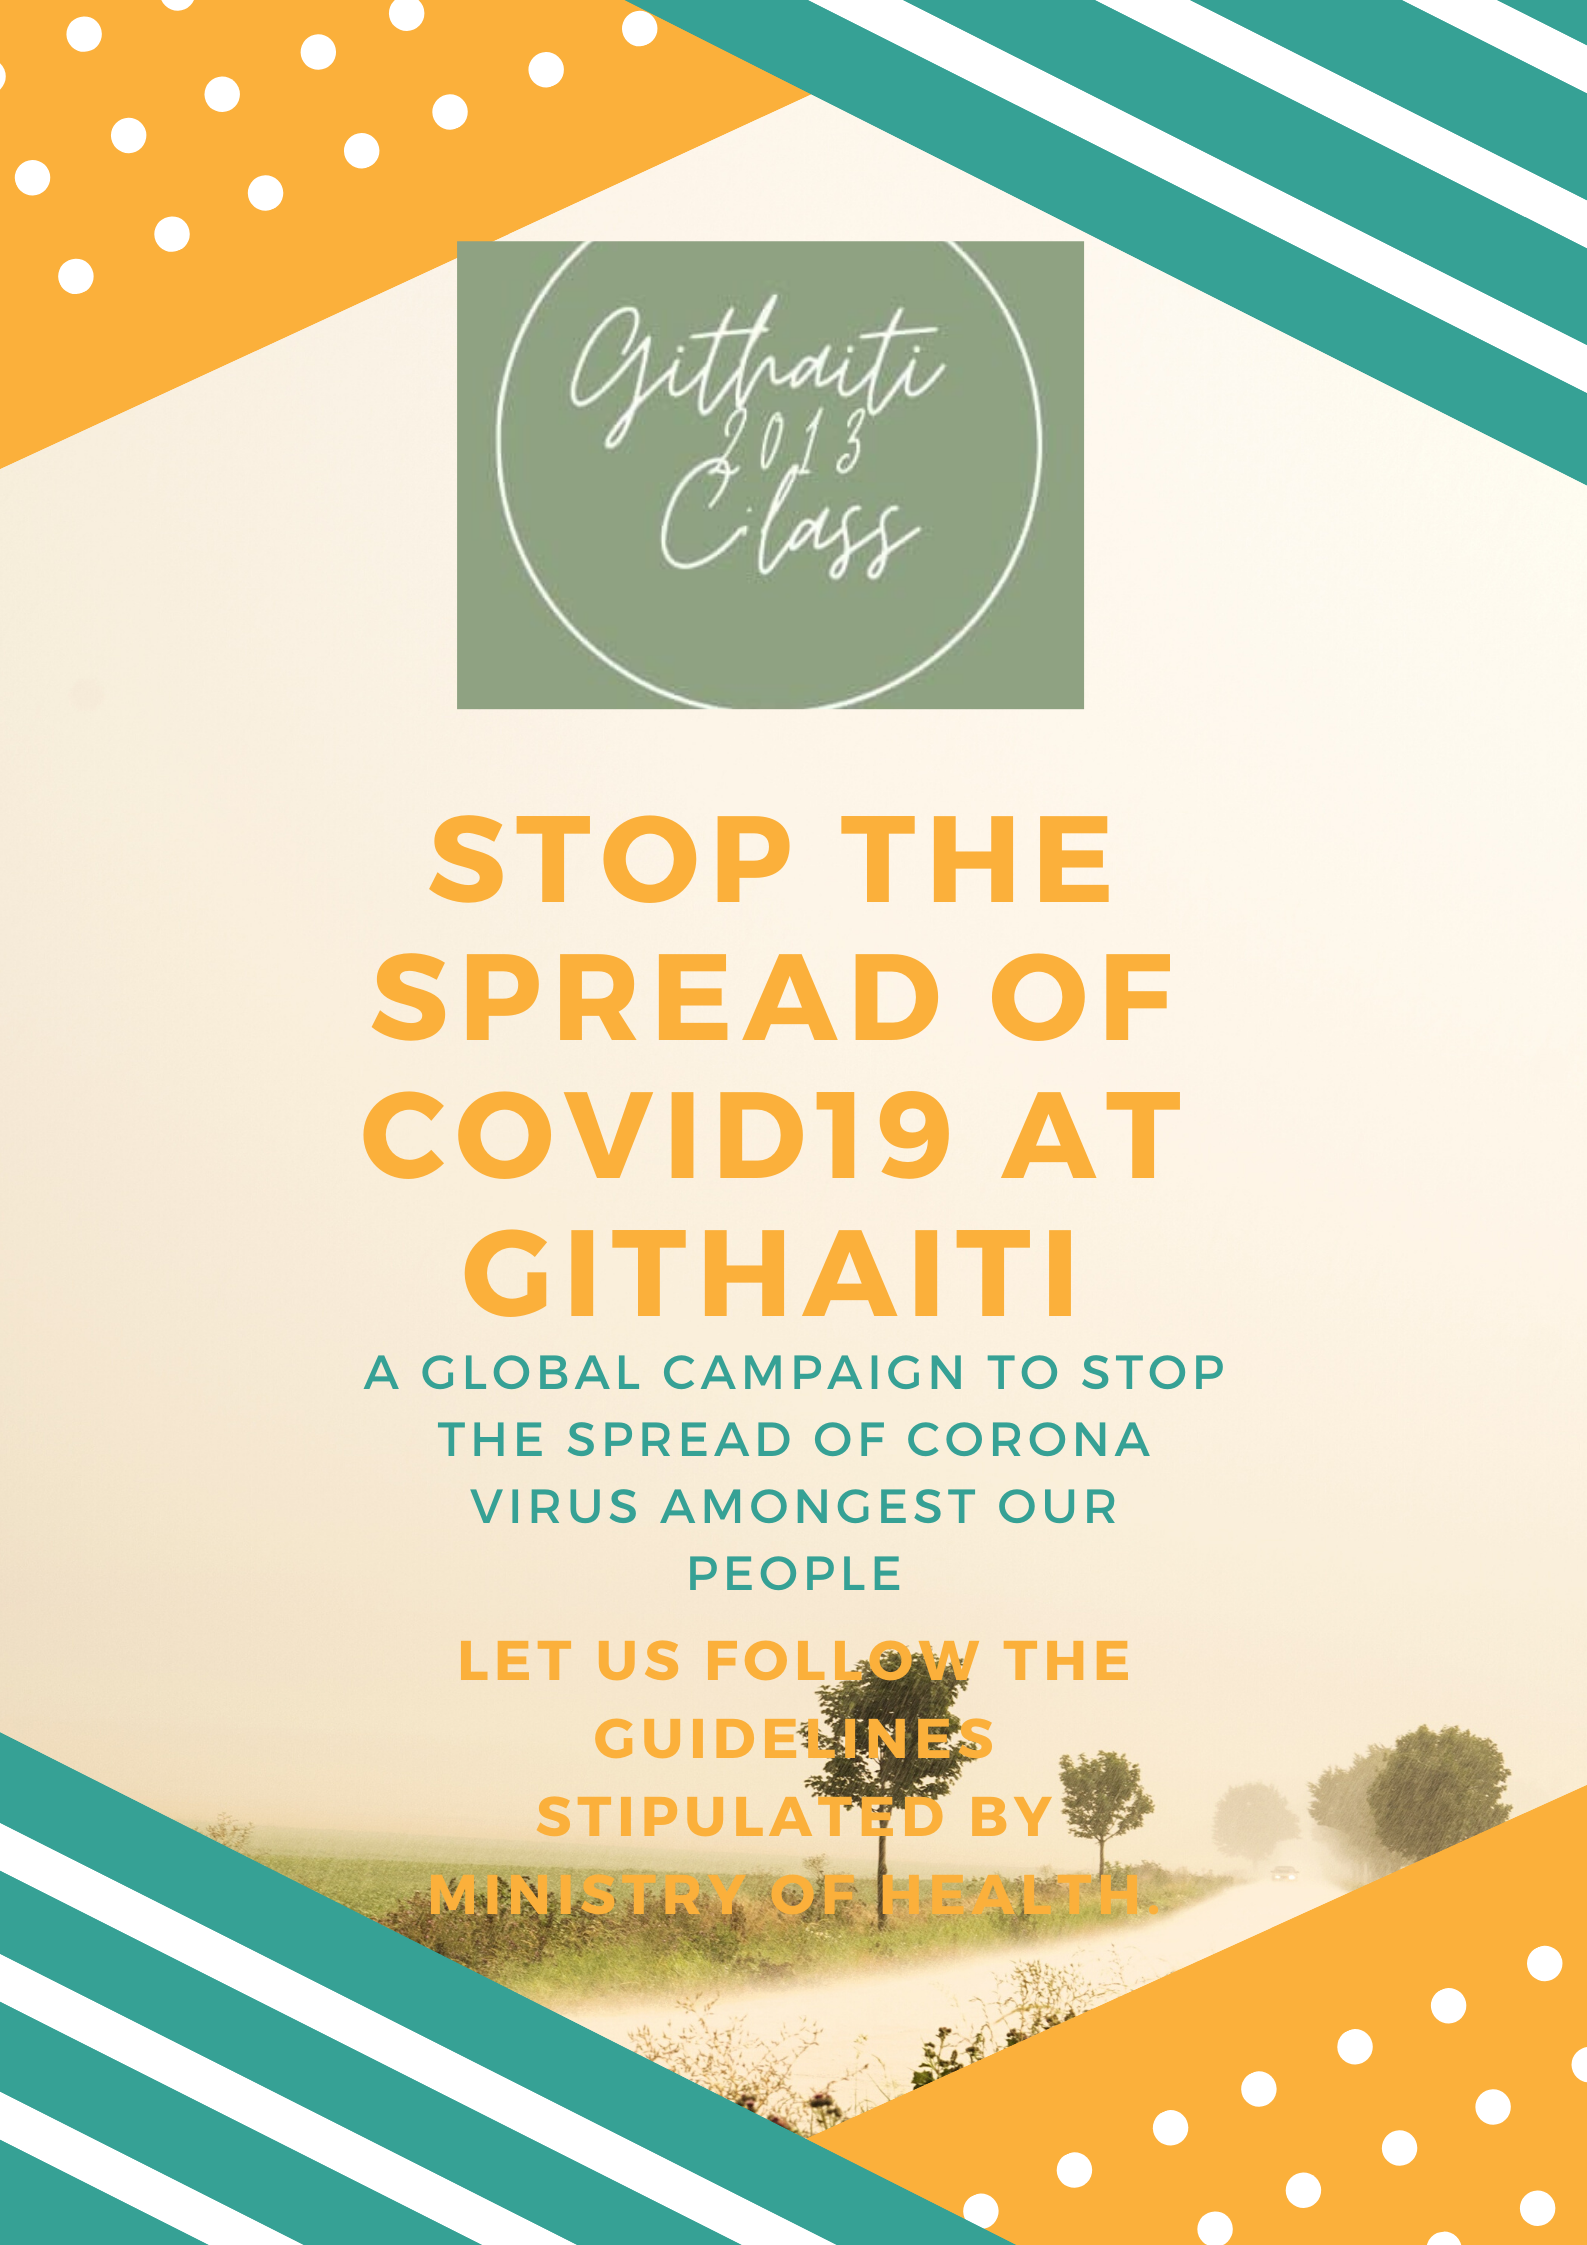 Githaiti
2013
Class
STOP THE
SPREAD OF
COVID19 AT
GITHAITI
A GLOBAL CAMPAIGN TO STOP
THE SPREAD OF CORONA
VIRUS AMONGEST OUR
PEOPLE
LET US FOLLOW THE
GUIDELINES
STIPULATED BY
MINISTRY OF HEALTH.